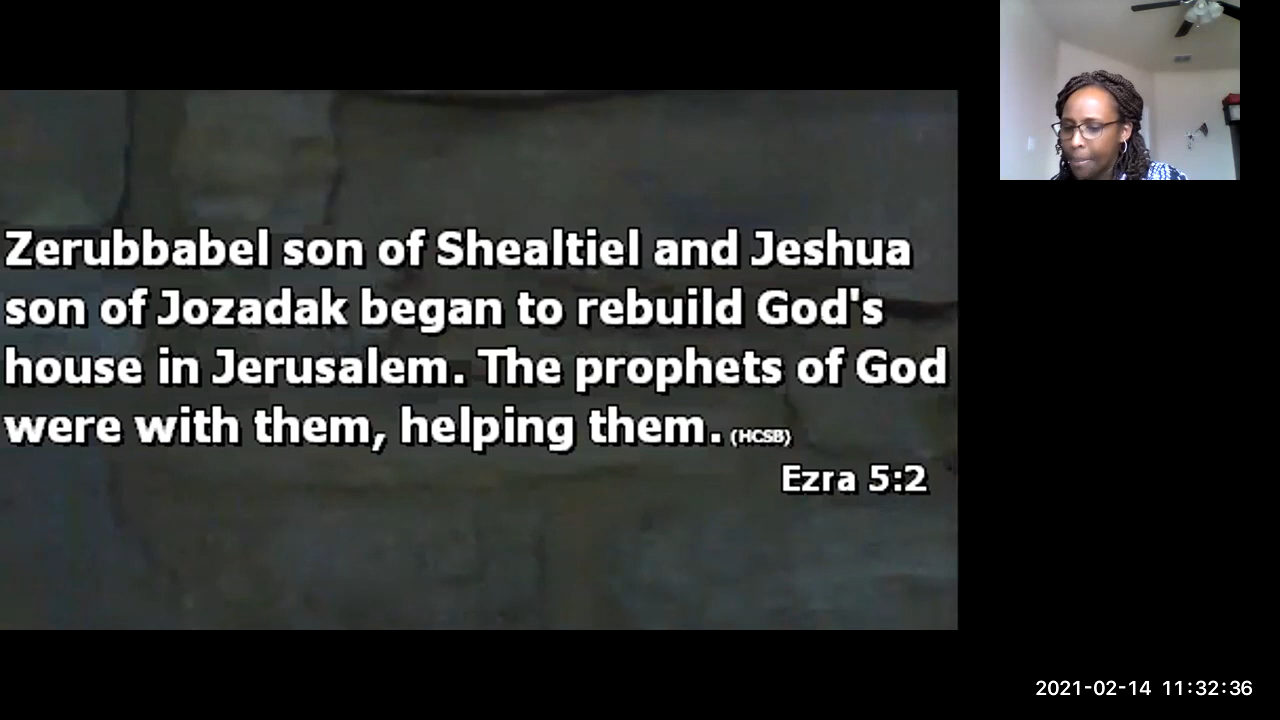 Zerubbabel son of Shealtiel and Jeshua
son of Jozadak began to rebuild God's
house in Jerusalem. The prophets of God
were with them, helping them. (HCSB)
Ezra 5:2
2021-02-14 11:32:36